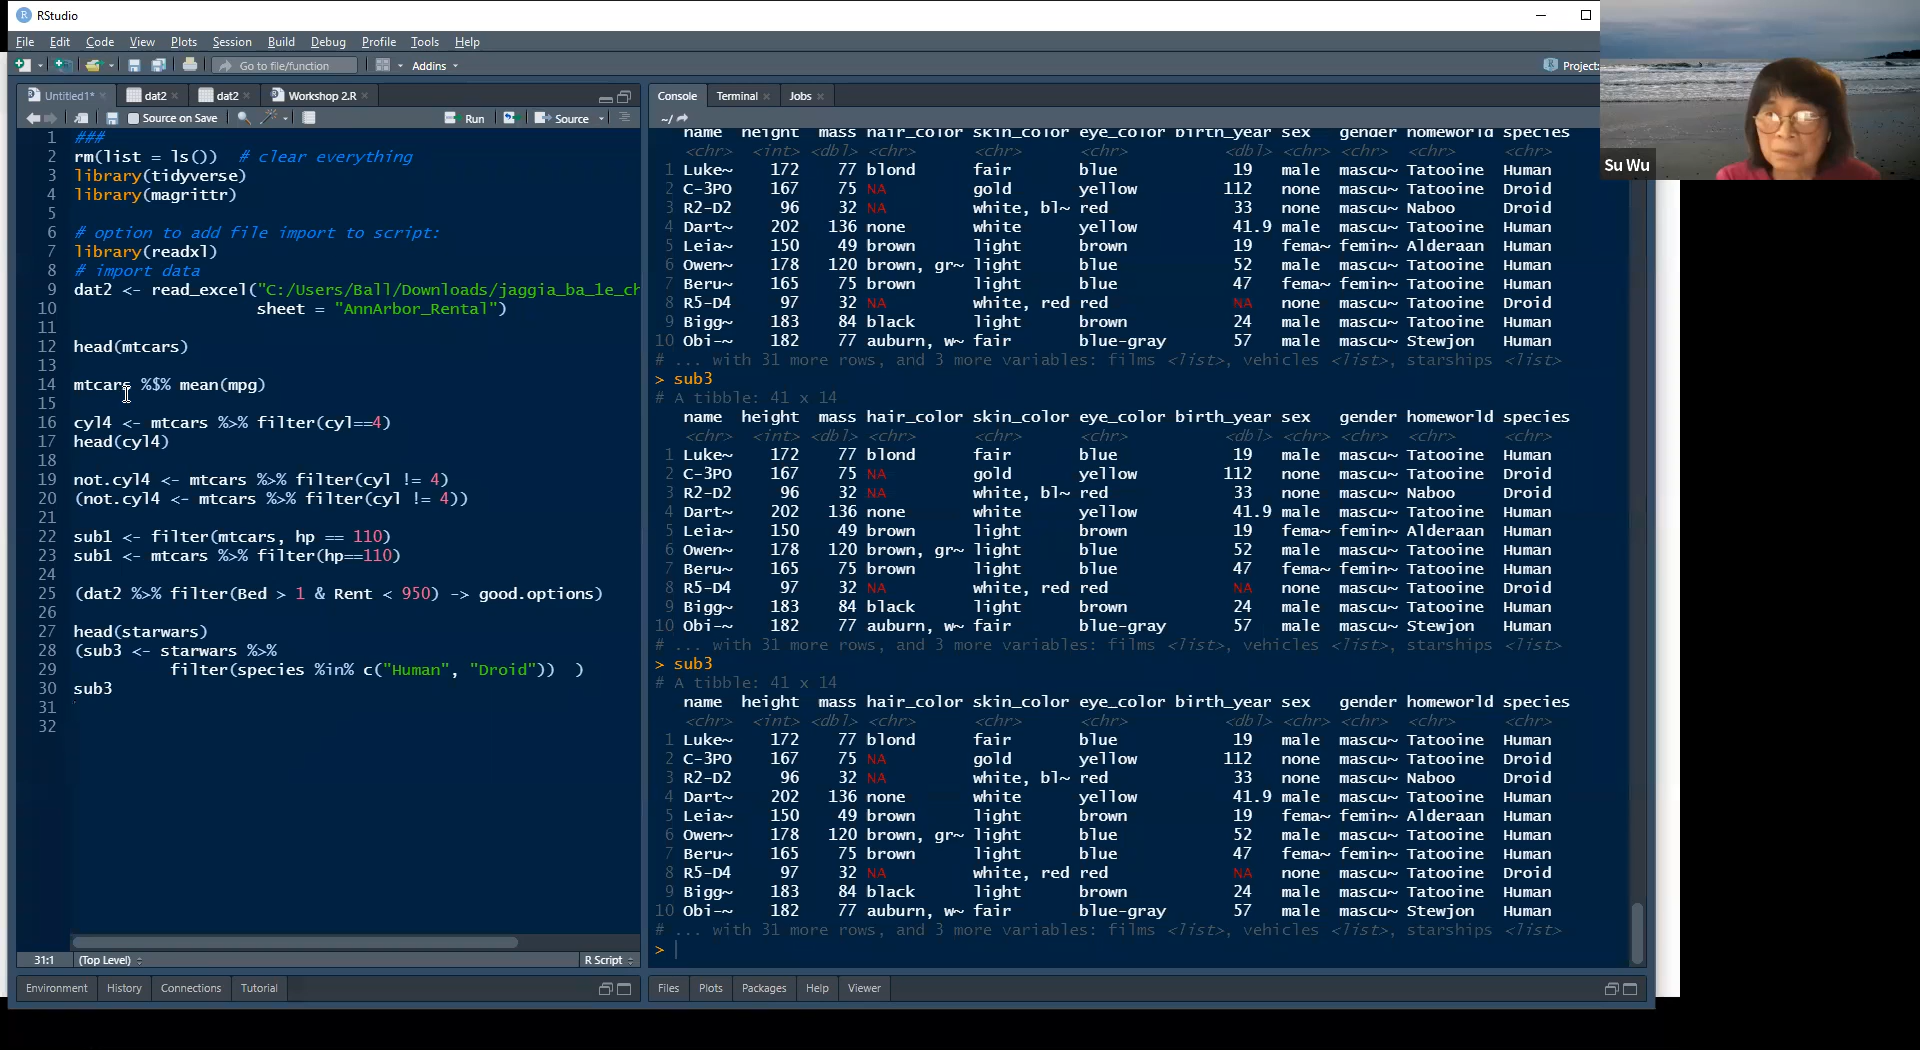 RStudio
File Edit Code View Plots Session Build Debug Profile Tools Help
Go to file/function Addins Project:
Untitled1* dat2 dat2 Workshop 2.R
Source on Save Run Source
1 ###
2 rm(list = ls()) # clear everything
3 library(tidyverse)
4 library(magrittr)
5
6 # option to add file import to script:
7 library(readxl)
8 # import data
9 dat2 <- read_excel("C:/Users/Ball/Downloads/jaggia_ba_1e_ch
10 sheet = "AnnArbor_Rental")
11
12 head(mtcars)
13
14 mtcars %$% mean(mpg)
15
16 cyl4 <- mtcars %>% filter(cyl==4)
17 head(cyl4)
18
19 not.cyl4 <- mtcars %>% filter(cyl != 4)
20 (not.cyl4 <- mtcars %>% filter(cyl != 4))
21
22 sub1 <- filter(mtcars, hp == 110)
23 sub1 <- mtcars %>% filter(hp==110)
24
25 (dat2 %>% filter(Bed > 1 & Rent < 950) -> good.options)
26
27 head(starwars)
28 (sub3 <- starwars %>%
29 filter(species %in% c("Human", "Droid")) )
30 sub3
31
32
31:1 (Top Level) R Script
Environment History Connections Tutorial
Console Terminal Jobs
~/
name height mass hair_color skin_color eye_color birth_year sex gender homeworld species
<chr> <int> <dbl> <chr> <chr> <chr> <dbl> <chr> <chr> <chr> <chr>
1 Luke~ 172 77 blond fair blue 19 male mascu~ Tatooine Human
2 C-3PO 167 75 NA gold yellow 112 none mascu~ Tatooine Droid
3 R2-D2 96 32 NA white, bl~ red 33 none mascu~ Naboo Droid
4 Dart~ 202 136 none white yellow 41.9 male mascu~ Tatooine Human
5 Leia~ 150 49 brown light brown 19 fema~ femin~ Alderaan Human
6 Owen~ 178 120 brown, gr~ light blue 52 male mascu~ Tatooine Human
7 Beru~ 165 75 brown light blue 47 fema~ femin~ Tatooine Human
8 R5-D4 97 32 NA white, red red NA none mascu~ Tatooine Droid
9 Bigg~ 183 84 black light brown 24 male mascu~ Tatooine Human
10 Obi-~ 182 77 auburn, w~ fair blue-gray 57 male mascu~ Stewjon Human
# ... with 31 more rows, and 3 more variables: films <list>, vehicles <list>, starships <list>
> sub3
# A tibble: 41 x 14
name height mass hair_color skin_color eye_color birth_year sex gender homeworld species
<chr> <int> <dbl> <chr> <chr> <chr> <dbl> <chr> <chr> <chr> <chr>
1 Luke~ 172 77 blond fair blue 19 male mascu~ Tatooine Human
2 C-3PO 167 75 NA gold yellow 112 none mascu~ Tatooine Droid
3 R2-D2 96 32 NA white, bl~ red 33 none mascu~ Naboo Droid
4 Dart~ 202 136 none white yellow 41.9 male mascu~ Tatooine Human
5 Leia~ 150 49 brown light brown 19 fema~ femin~ Alderaan Human
6 Owen~ 178 120 brown, gr~ light blue 52 male mascu~ Tatooine Human
7 Beru~ 165 75 brown light blue 47 fema~ femin~ Tatooine Human
8 R5-D4 97 32 NA white, red red NA none mascu~ Tatooine Droid
9 Bigg~ 183 84 black light brown 24 male mascu~ Tatooine Human
10 Obi-~ 182 77 auburn, w~ fair blue-gray 57 male mascu~ Stewjon Human
# ... with 31 more rows, and 3 more variables: films <list>, vehicles <list>, starships <list>
> sub3
# A tibble: 41 x 14
name height mass hair_color skin_color eye_color birth_year sex gender homeworld species
<chr> <int> <dbl> <chr> <chr> <chr> <dbl> <chr> <chr> <chr> <chr>
1 Luke~ 172 77 blond fair blue 19 male mascu~ Tatooine Human
2 C-3PO 167 75 NA gold yellow 112 none mascu~ Tatooine Droid
3 R2-D2 96 32 NA white, bl~ red 33 none mascu~ Naboo Droid
4 Dart~ 202 136 none white yellow 41.9 male mascu~ Tatooine Human
5 Leia~ 150 49 brown light brown 19 fema~ femin~ Alderaan Human
6 Owen~ 178 120 brown, gr~ light blue 52 male mascu~ Tatooine Human
7 Beru~ 165 75 brown light blue 47 fema~ femin~ Tatooine Human
8 R5-D4 97 32 NA white, red red NA none mascu~ Tatooine Droid
9 Bigg~ 183 84 black light brown 24 male mascu~ Tatooine Human
10 Obi-~ 182 77 auburn, w~ fair blue-gray 57 male mascu~ Stewjon Human
# ... with 31 more rows, and 3 more variables: films <list>, vehicles <list>, starships <list>
>
Files Plots Packages Help Viewer
Su Wu